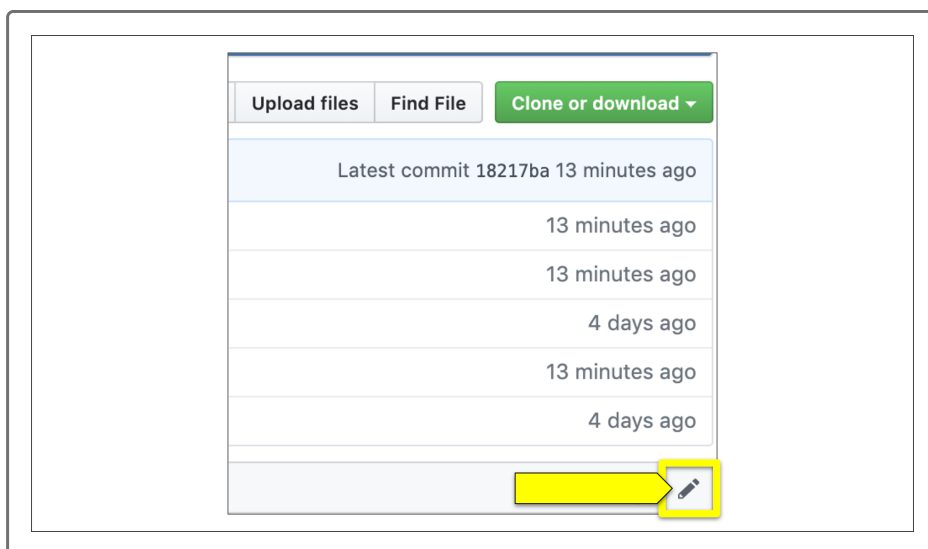 Upload files Find File Clone or download
Latest commit 18217ba 13 minutes ago
13 minutes ago
13 minutes ago
4 days ago
13 minutes ago
4 days ago